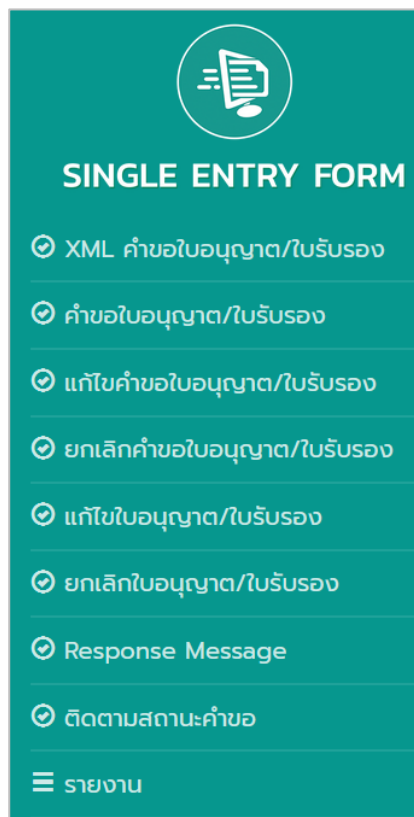 SINGLE ENTRY FORM
XML คำขอใบอนุญาต/ใบรับรอง
คำขอใบอนุญาต/ใบรับรอง
แก้ไขคำขอใบอนุญาต/ใบรับรอง
ยกเลิกคำขอใบอนุญาต/ใบรับรอง
แก้ไขใบอนุญาต/ใบรับรอง
ยกเลิกใบอนุญาต/ใบรับรอง
Response Message
ติดตามสถานะคำขอ
รายงาน